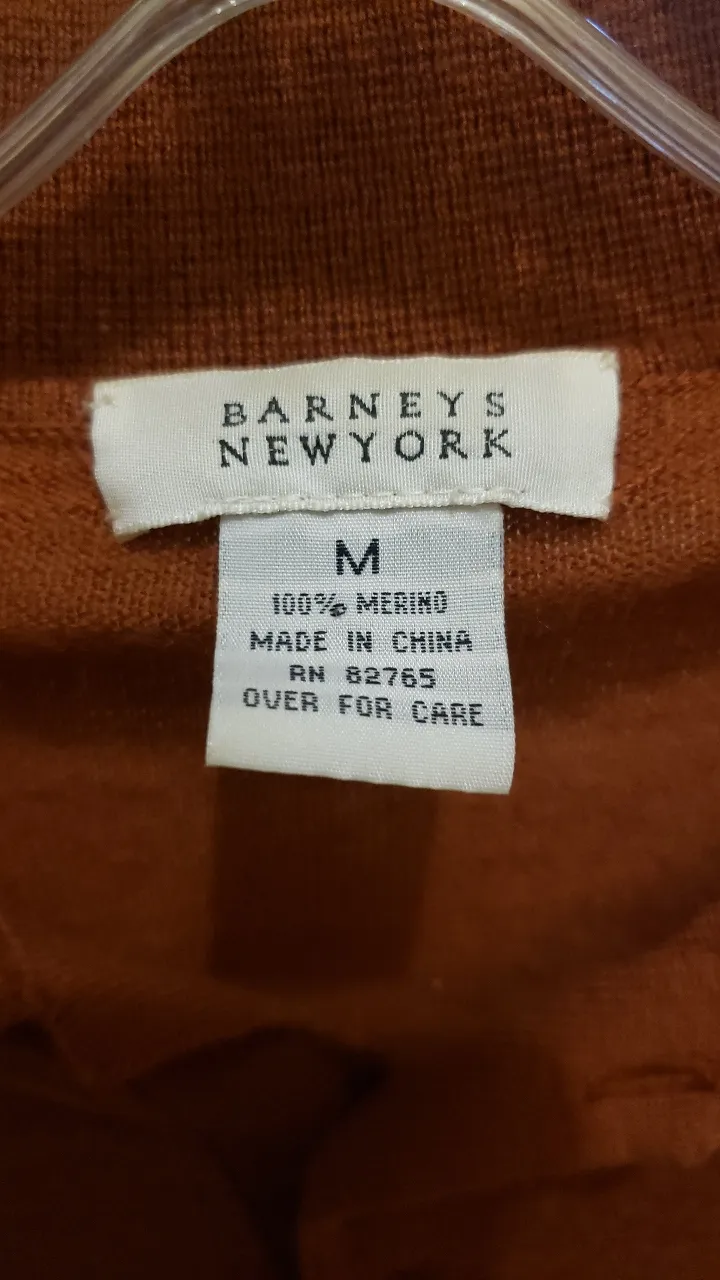 BARNEYS
NEWYORK
M
100% MERINO
MADE IN CHINA
RN 82765
OVER FOR CARE